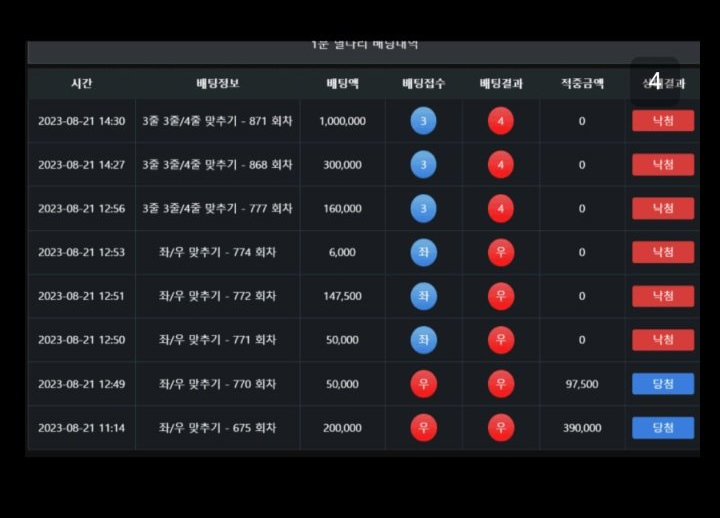 1분 별다리 배팅내역
4
시간 배팅정보 배팅액 배팅접수 배팅결과 적중금액 상세결과
2023-08-21 14:30 3줄 3줄/4줄 맞추기 - 871 회차 1,000,000 3 4 0 낙첨
2023-08-21 14:27 3줄 3줄/4줄 맞추기 - 868 회차 300,000 3 4 0 낙첨
2023-08-21 12:56 3줄 3줄/4줄 맞추기 - 777 회차 160,000 3 4 0 낙첨
2023-08-21 12:53 좌/우 맞추기 - 774 회차 6,000 좌 우 0 낙첨
2023-08-21 12:51 좌/우 맞추기 - 772 회차 147,500 좌 우 0 낙첨
2023-08-21 12:50 좌/우 맞추기 - 771 회차 50,000 좌 우 0 낙첨
2023-08-21 12:49 좌/우 맞추기 - 770 회차 50,000 우 우 97,500 당첨
2023-08-21 11:14 좌/우 맞추기 - 675 회차 200,000 우 우 390,000 당첨